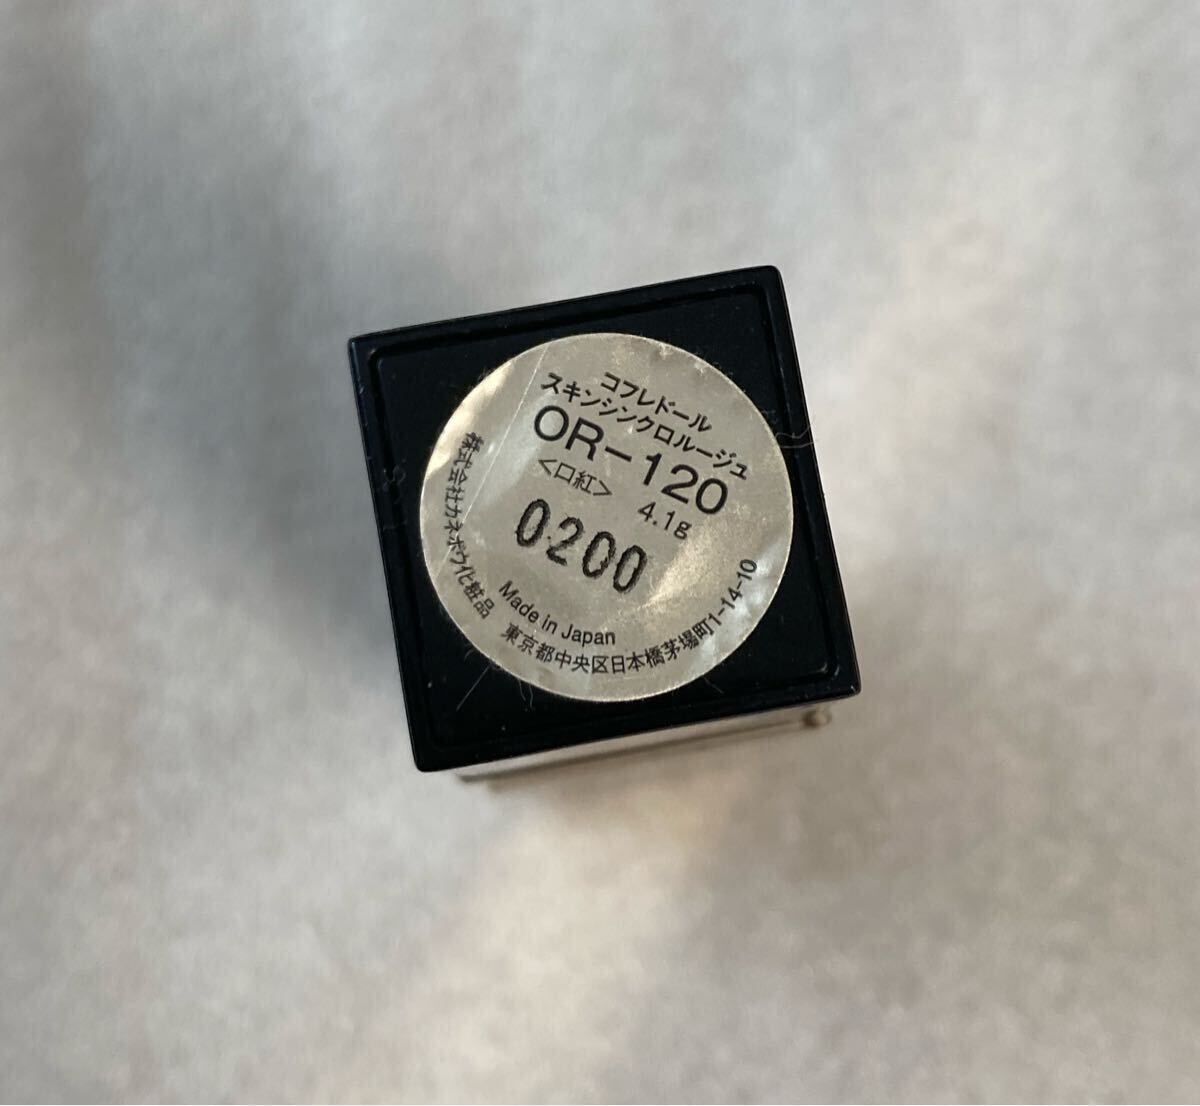 コフレドール
スキンシンクロルージュ
OR-120
<口紅> 4.1g
0200
Made in Japan
株式会社カネボウ化粧品
東京都中央区日本橋茅場町1-14-10